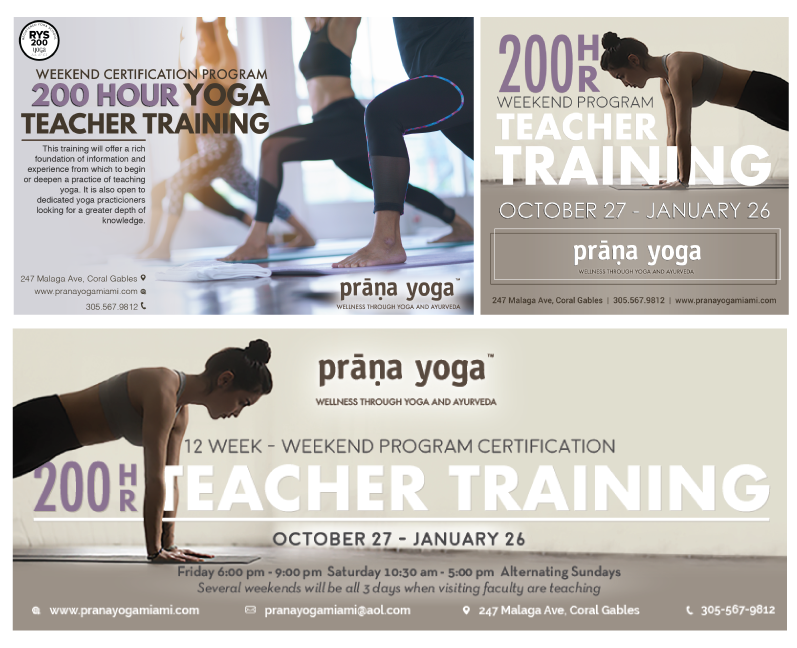 RYS
200
yoga
WEEKEND CERTIFICATION PROGRAM
200 HOUR YOGA
TEACHER TRAINING
This training will offer a rich
foundation of information and
experience from which to begin
or deepen a practice of teaching
yoga. It is also open to
dedicated yoga practicioners
looking for a greater depth of
knowledge.
247 Malaga Ave, Coral Gables
www.pranayogamiami.com
305.567.9812
prāṇa yoga™
WELLNESS THROUGH YOGA AND AYURVEDA
200 HR
WEEKEND PROGRAM
TEACHER
TRAINING
OCTOBER 27 - JANUARY 26
prāṇa yoga
WELLNESS THROUGH YOGA AND AYURVEDA
247 Malaga Ave, Coral Gables | 305.567.9812 | www.pranayogamiami.com
prāṇa yoga™
WELLNESS THROUGH YOGA AND AYURVEDA
12 WEEK - WEEKEND PROGRAM CERTIFICATION
200 HR TEACHER TRAINING
OCTOBER 27 - JANUARY 26
Friday 6:00 pm - 9:00 pm Saturday 10:30 am - 5:00 pm Alternating Sundays
Several weekends will be all 3 days when visiting faculty are teaching
www.pranayogamiami.com pranayogamiami@aol.com 247 Malaga Ave, Coral Gables 305-567-9812